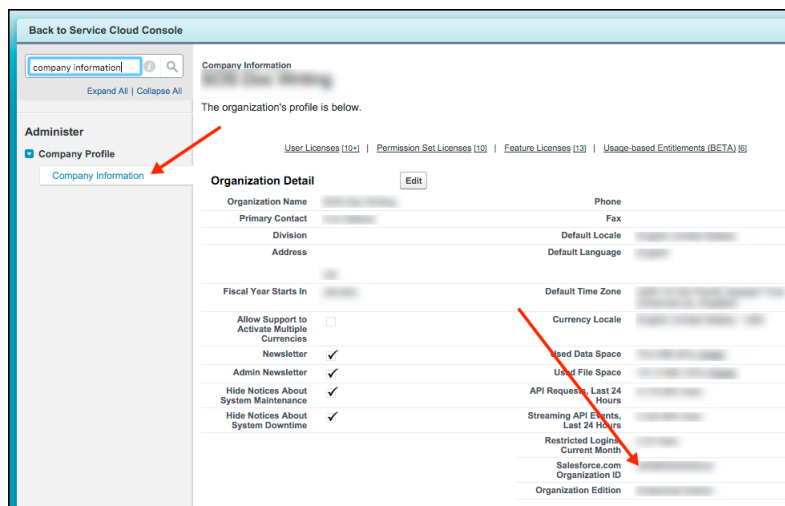 Back to Service Cloud Console
company information
Expand All | Collapse All
Administer
Company Profile
Company Information
Company Information
The organization's profile is below.
User Licenses [10+] | Permission Set Licenses [10] | Feature Licenses [13] | Usage-based Entitlements (BETA) [6]
Organization Detail
Edit
Organization Name
Phone
Primary Contact
Fax
Division
Default Locale
Address
Default Language
Fiscal Year Starts In
Default Time Zone
Allow Support to
Activate Multiple
Currencies
Currency Locale
Newsletter
Used Data Space
Admin Newsletter
Used File Space
Hide Notices About
System Maintenance
API Requests, Last 24
Hours
Hide Notices About
System Downtime
Streaming API Events,
Last 24 Hours
Restricted Logins,
Current Month
Salesforce.com
Organization ID
Organization Edition